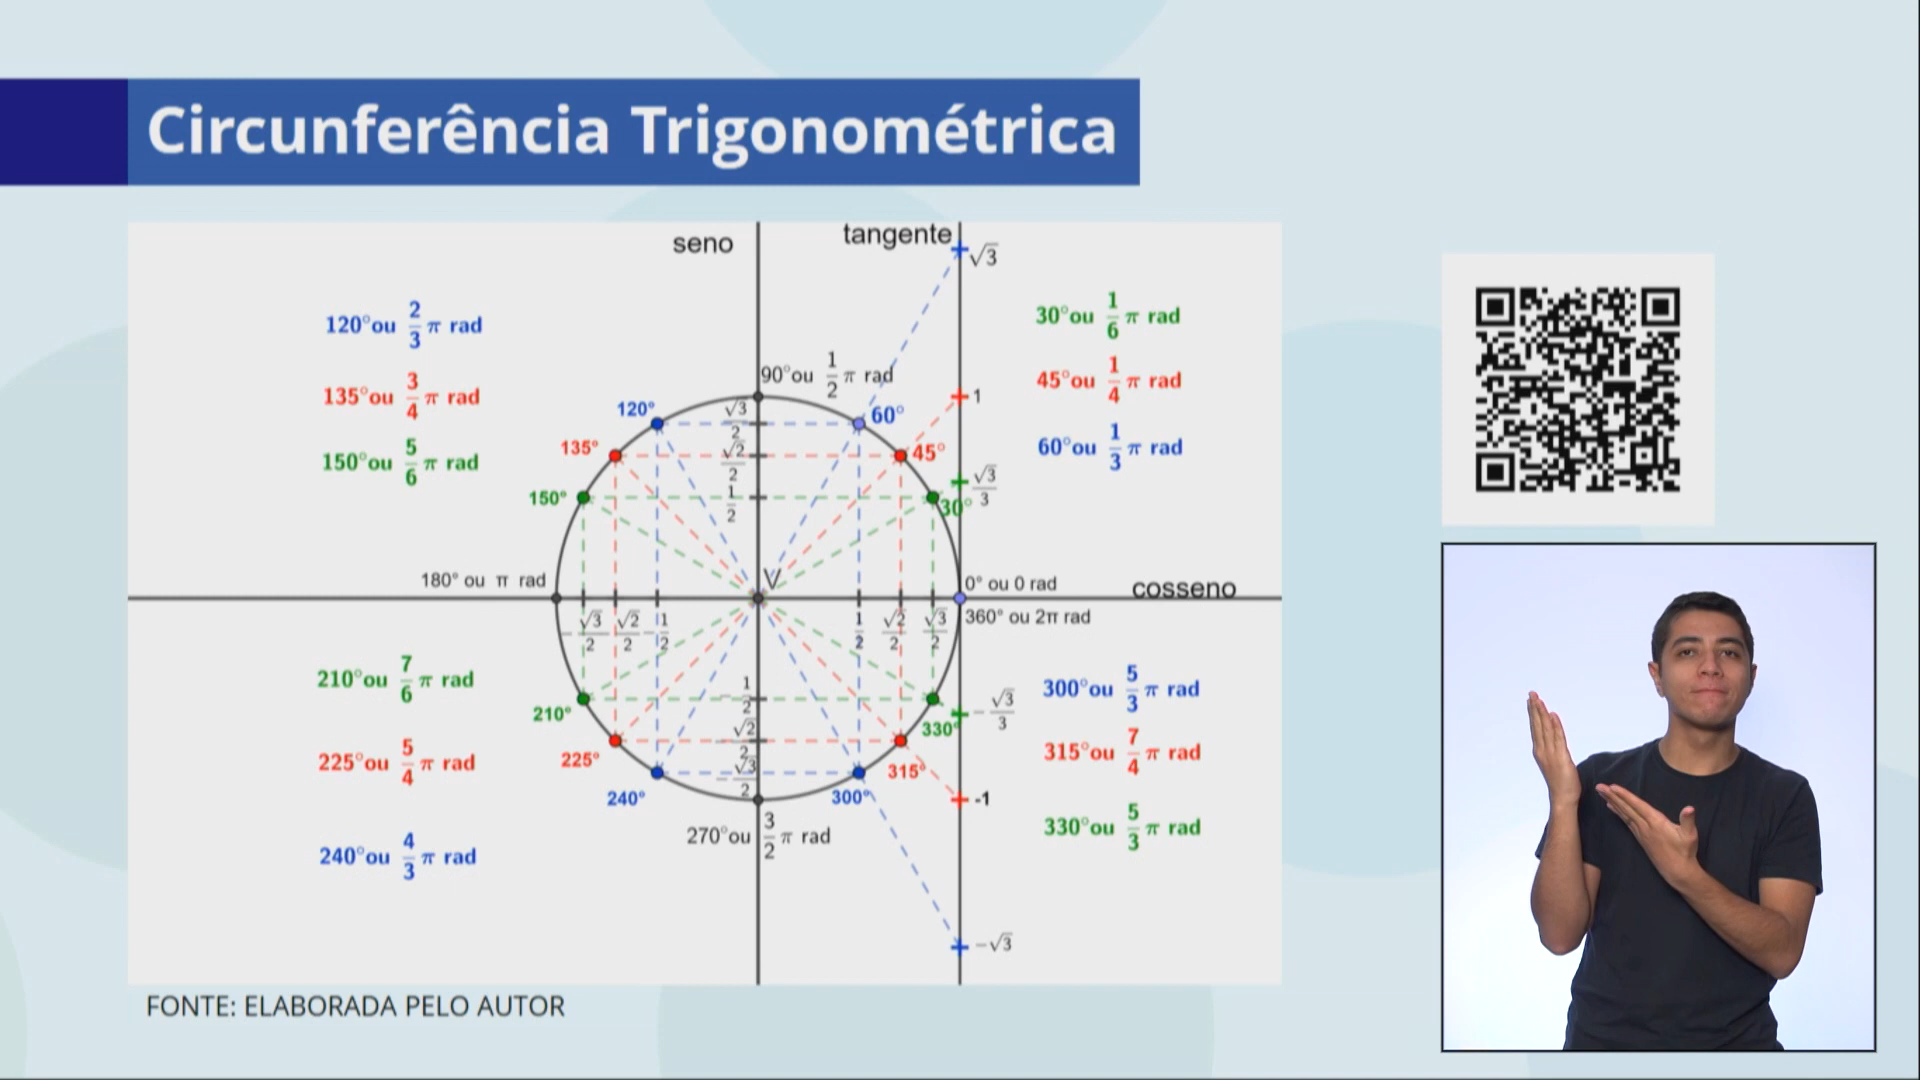 Circunferência Trigonométrica
seno
tangente
√3
120°ou 2/3 π rad
135°ou 3/4 π rad
150°ou 5/6 π rad
30°ou 1/6 π rad
45°ou 1/4 π rad
60°ou 1/3 π rad
90°ou 1/2 π rad
1
120°
60°
135°
45°
150°
30°
√3/2
√2/2
1/2
√3/3
V
180° ou π rad
0° ou 0 rad
cosseno
360° ou 2π rad
-√3/2 √2/2 -1/2
1/2 √2/2 √3/2
-1/2
-√2/2
-√3/2
-√3/3
210°
330°
225°
315°
240°
300°
-1
270°ou 3/2 π rad
-√3
210°ou 7/6 π rad
225°ou 5/4 π rad
240°ou 4/3 π rad
300°ou 5/3 π rad
315°ou 7/4 π rad
330°ou 5/3 π rad
FONTE: ELABORADA PELO AUTOR